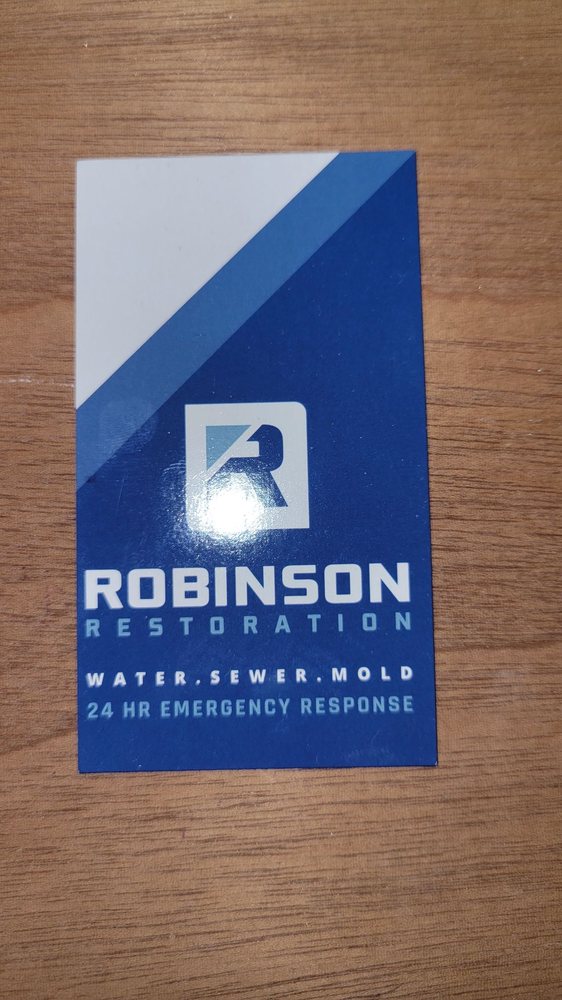 R
ROBINSON
RESTORATION
WATER.SEWER.MOLD
24 HR EMERGENCY RESPONSE